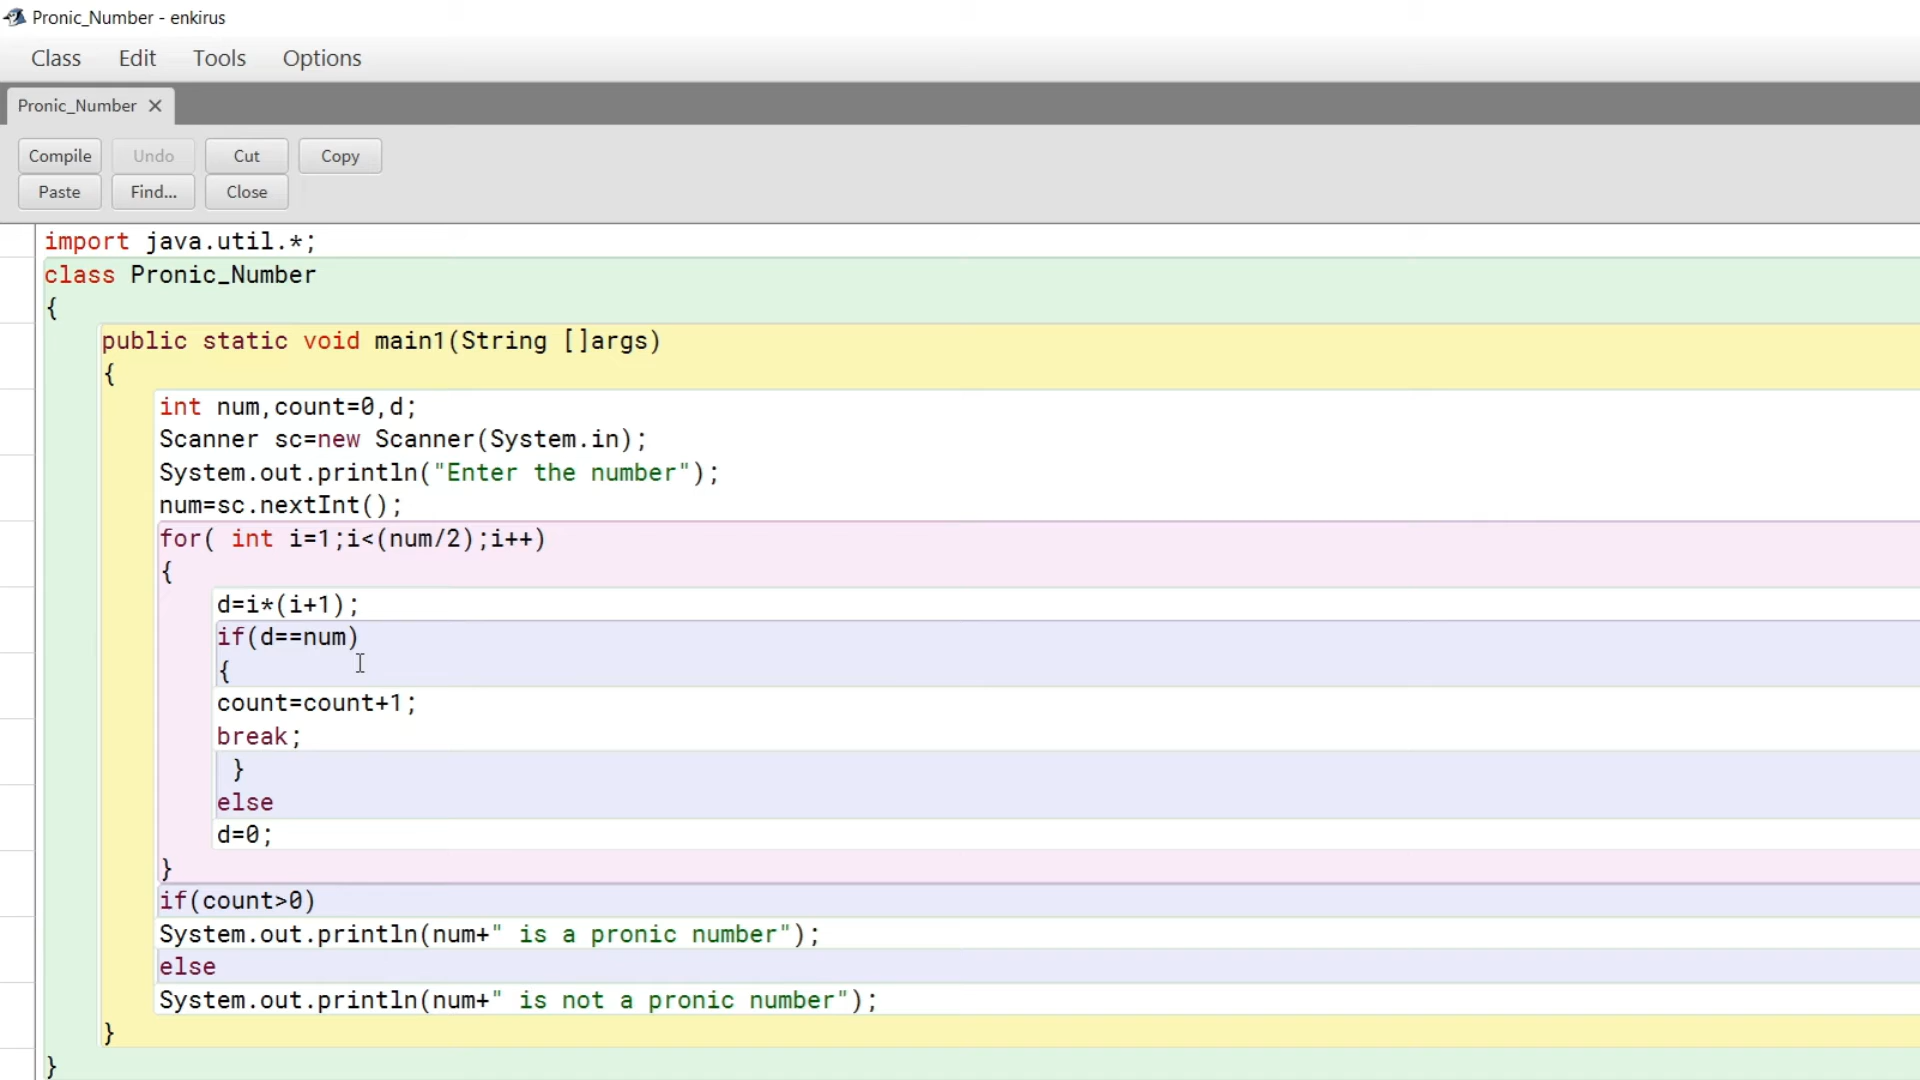 Pronic_Number - enkirus
Class Edit Tools Options
Pronic_Number ✕
Compile Undo Cut Copy
Paste Find... Close
import java.util.*;
class Pronic_Number
{
public static void main1(String []args)
{
int num,count=0,d;
Scanner sc=new Scanner(System.in);
System.out.println("Enter the number");
num=sc.nextInt();
for( int i=1;i<(num/2);i++)
{
d=i*(i+1);
if(d==num)
{
count=count+1;
break;
}
else
d=0;
}
if(count>0)
System.out.println(num+" is a pronic number");
else
System.out.println(num+" is not a pronic number");
}
}